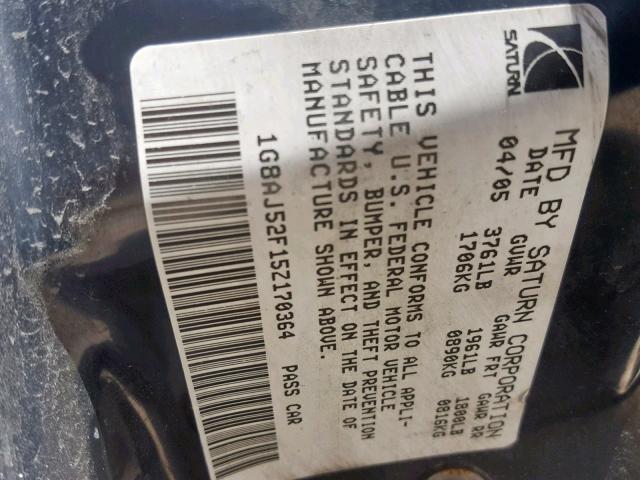 SATURN.
MFD BY SATURN CORPORATION
DATE GVWR GAWR FRT GAWR RR
04/05 3761LB 1961LB 1800LB
1706KG 0890KG 0816KG
THIS VEHICLE CONFORMS TO ALL APPLI-
CABLE U.S. FEDERAL MOTOR VEHICLE
SAFETY, BUMPER, AND THEFT PREVENTION
STANDARDS IN EFFECT ON THE DATE OF
MANUFACTURE SHOWN ABOVE.
1G8AJ52F15Z170364 PASS CAR